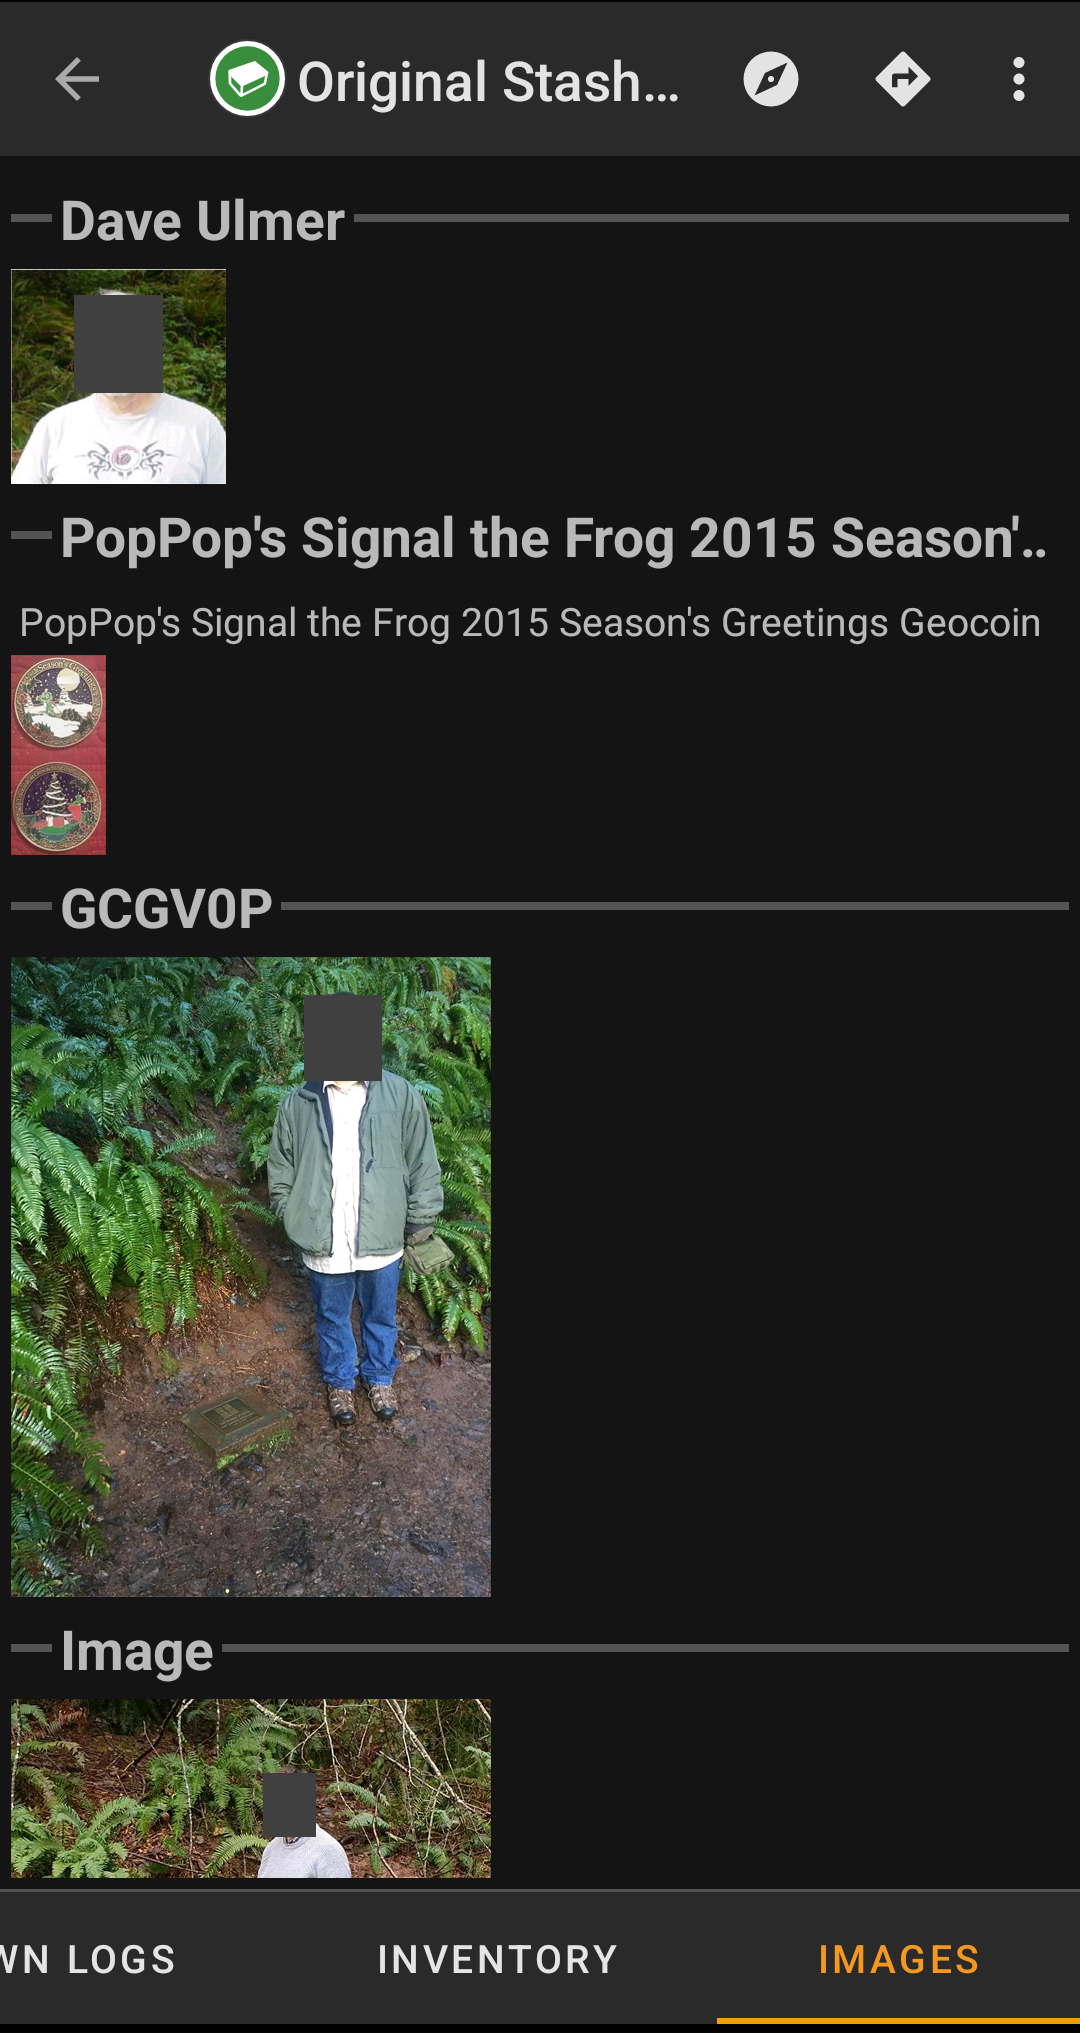 Original Stash...
Dave Ulmer
PopPop's Signal the Frog 2015 Season'..
PopPop's Signal the Frog 2015 Season's Greetings Geocoin
GCGV0P
Image
WN LOGS
INVENTORY
IMAGES